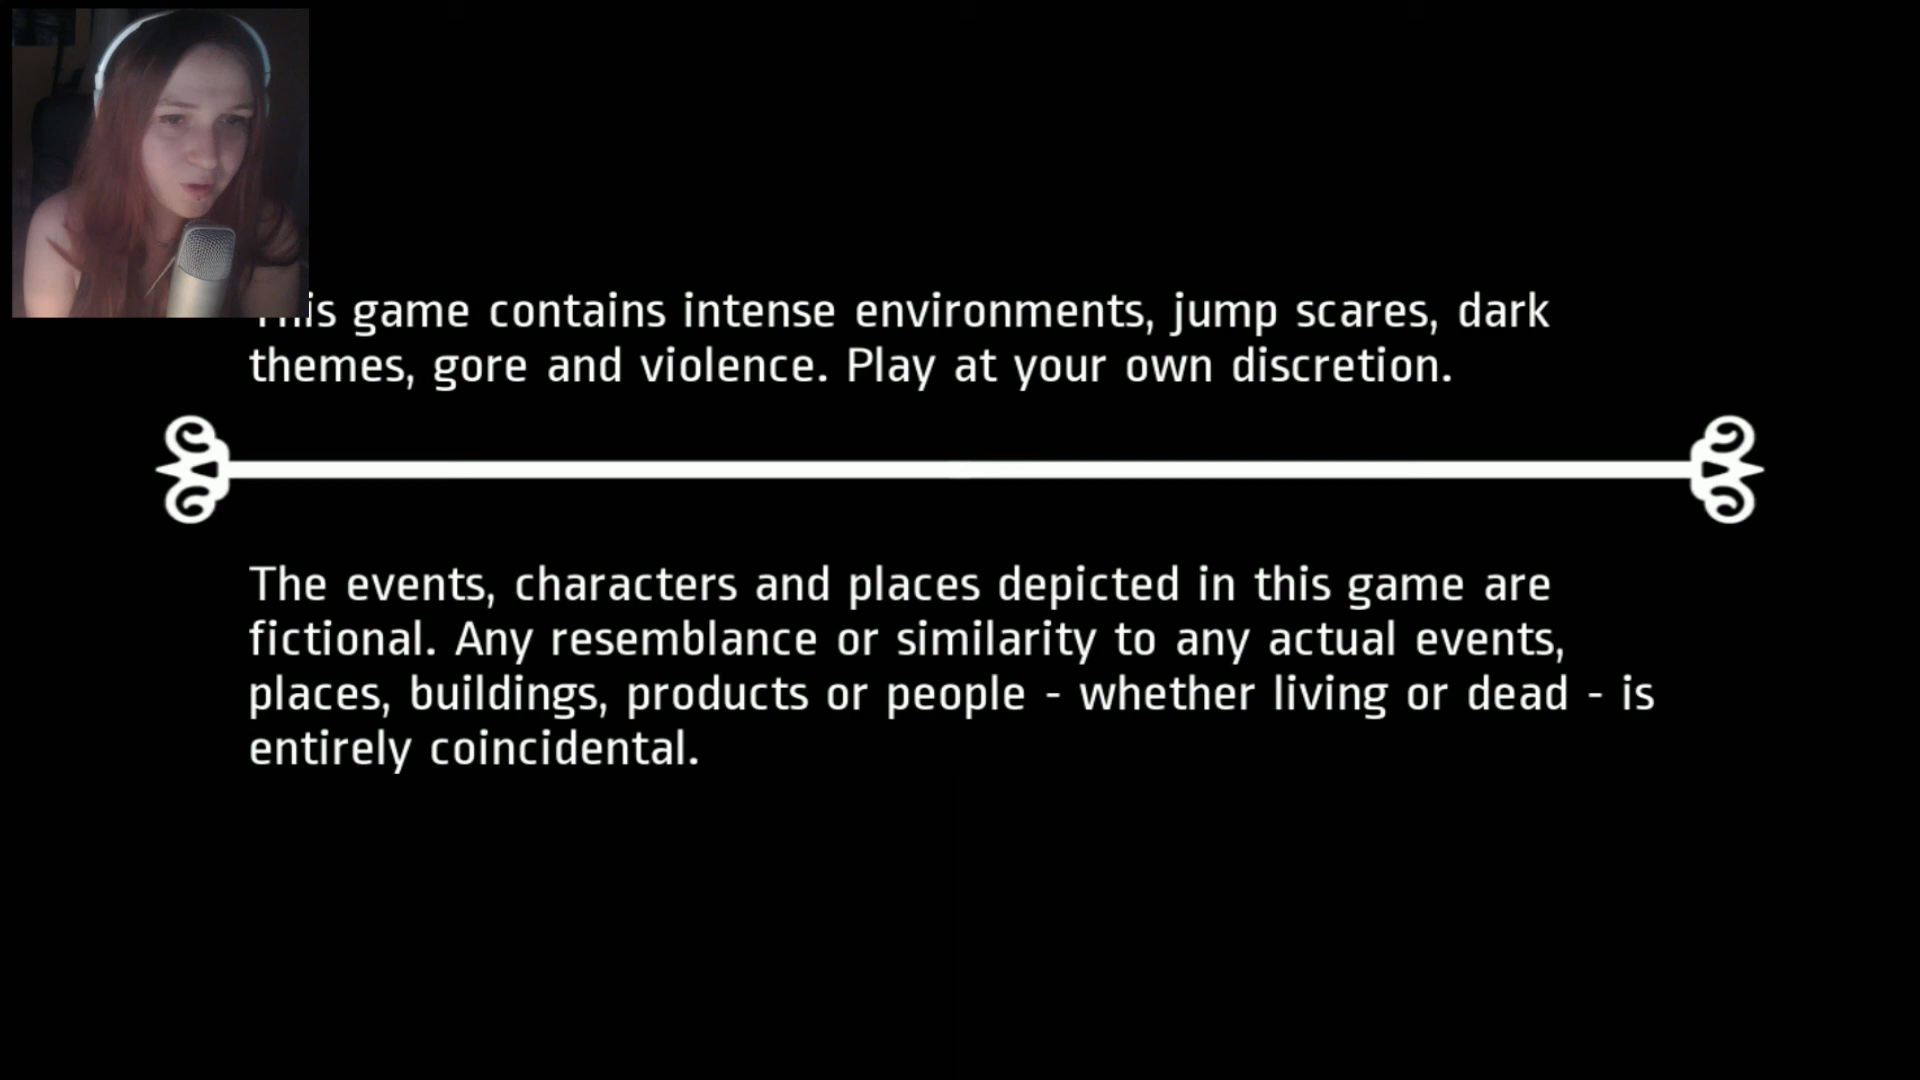 This game contains intense environments, jump scares, dark
themes, gore and violence. Play at your own discretion.
The events, characters and places depicted in this game are
fictional. Any resemblance or similarity to any actual events,
places, buildings, products or people - whether living or dead - is
entirely coincidental.